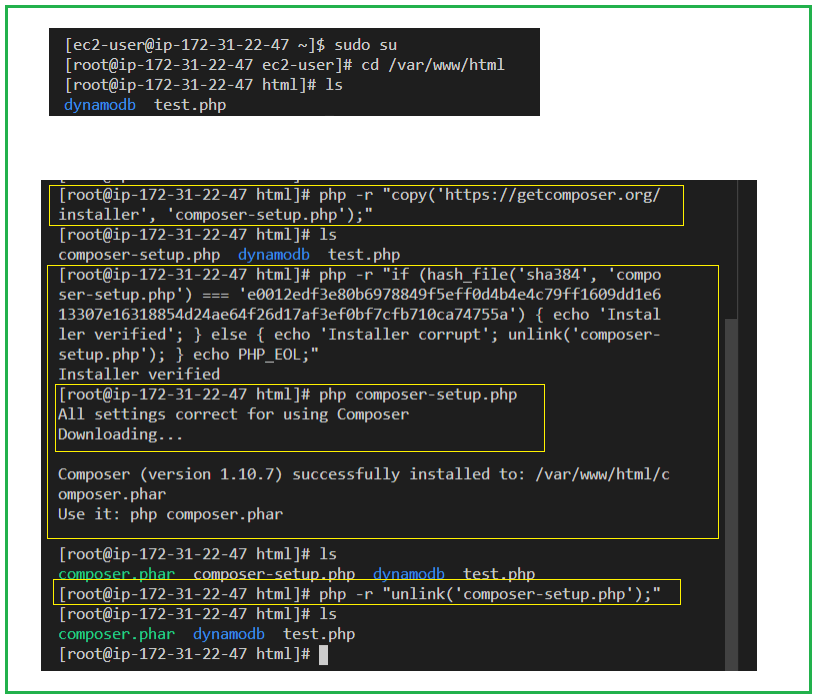 [ec2-user@ip-172-31-22-47 ~]$ sudo su
[root@ip-172-31-22-47 ec2-user]# cd /var/www/html
[root@ip-172-31-22-47 html]# ls
dynamodb  test.php
[root@ip-172-31-22-47 html]# php -r "copy('https://getcomposer.org/
installer', 'composer-setup.php');"
[root@ip-172-31-22-47 html]# ls
composer-setup.php  dynamodb  test.php
[root@ip-172-31-22-47 html]# php -r "if (hash_file('sha384', 'compo
ser-setup.php') === 'e0012edf3e80b6978849f5eff0d4b4e4c79ff1609dd1e6
13307e16318854d24ae64f26d17af3ef0bf7cfb710ca74755a') { echo 'Instal
ler verified'; } else { echo 'Installer corrupt'; unlink('composer-
setup.php'); } echo PHP_EOL;"
Installer verified
[root@ip-172-31-22-47 html]# php composer-setup.php
All settings correct for using Composer
Downloading...
Composer (version 1.10.7) successfully installed to: /var/www/html/c
omposer.phar
Use it: php composer.phar
[root@ip-172-31-22-47 html]# ls
composer.phar  composer-setup.php  dynamodb  test.php
[root@ip-172-31-22-47 html]# php -r "unlink('composer-setup.php');"
[root@ip-172-31-22-47 html]# ls
composer.phar  dynamodb  test.php
[root@ip-172-31-22-47 html]#